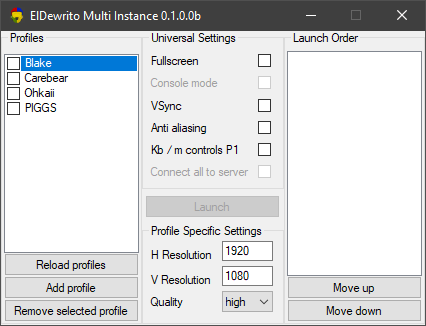 ElDewrito Multi Instance 0.1.0.0b
Profiles
Blake
Carebear
Ohkaii
PIGGS
Reload profiles
Add profile
Remove selected profile
Universal Settings
Fullscreen
Console mode
VSync
Anti aliasing
Kb / m controls P1
Connect all to server
Launch
Profile Specific Settings
H Resolution 1920
V Resolution 1080
Quality high
Launch Order
Move up
Move down